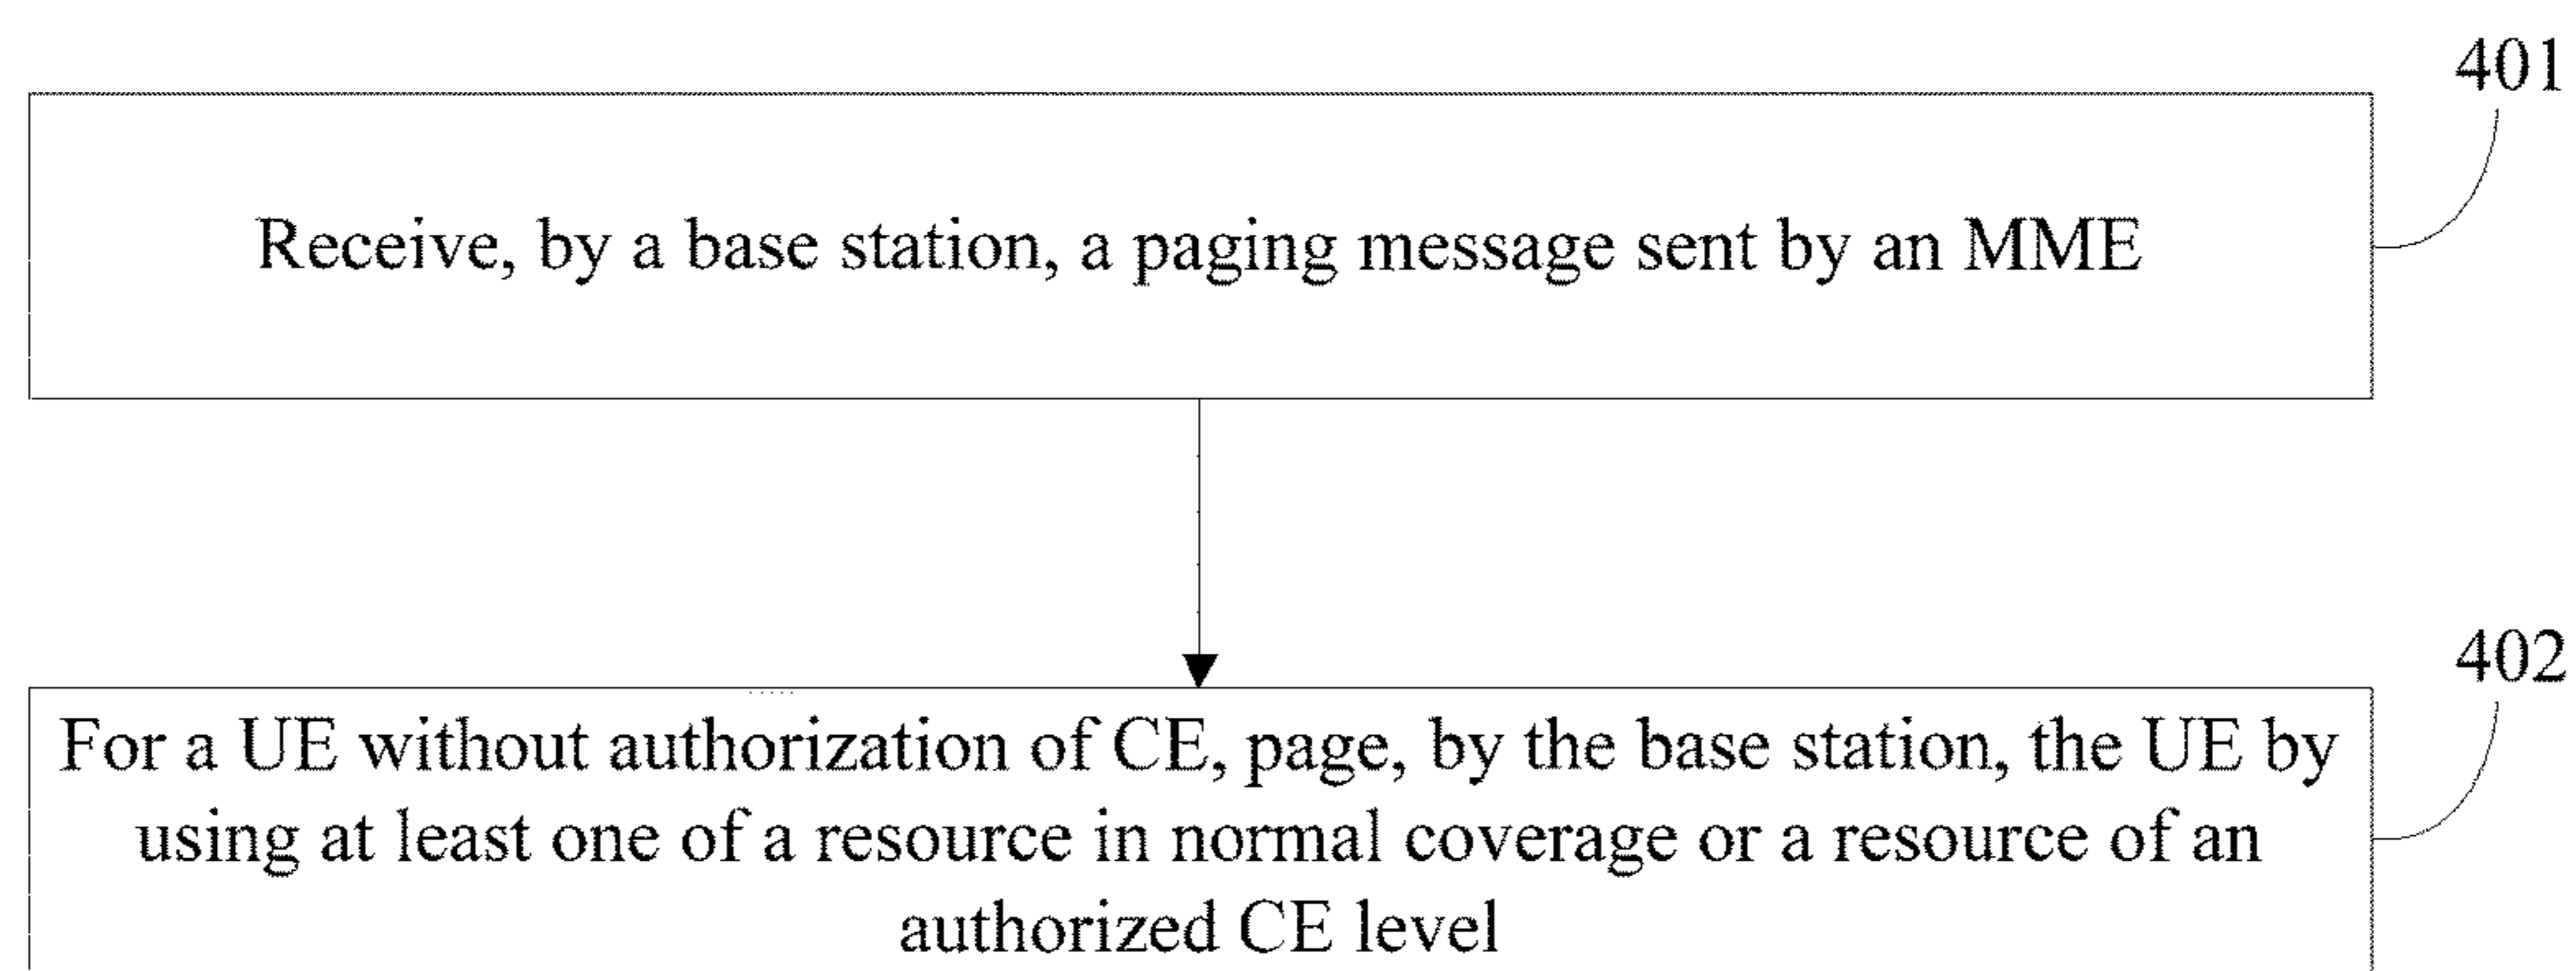 401
Receive, by a base station, a paging message sent by an MME
402
For a UE without authorization of CE, page, by the base station, the UE by
using at least one of a resource in normal coverage or a resource of an
authorized CE level